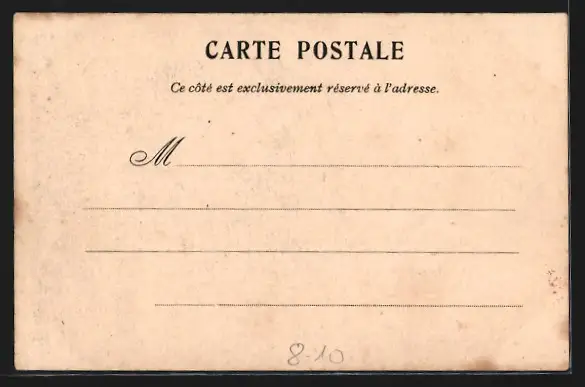 CARTE POSTALE
Ce côté est exclusivement réservé à l'adresse.
M
8-10